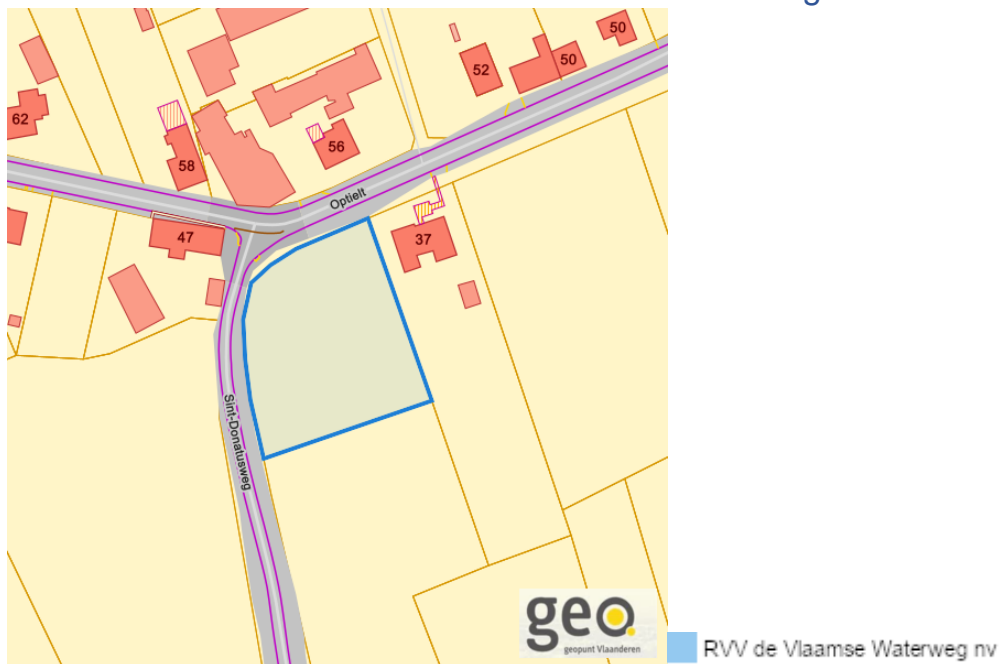 50
52
50
62
56
58
Optielt
47
37
Sint-Donatusweg
geo.
geopunt Vlaanderen
RVV de Vlaamse Waterweg nv